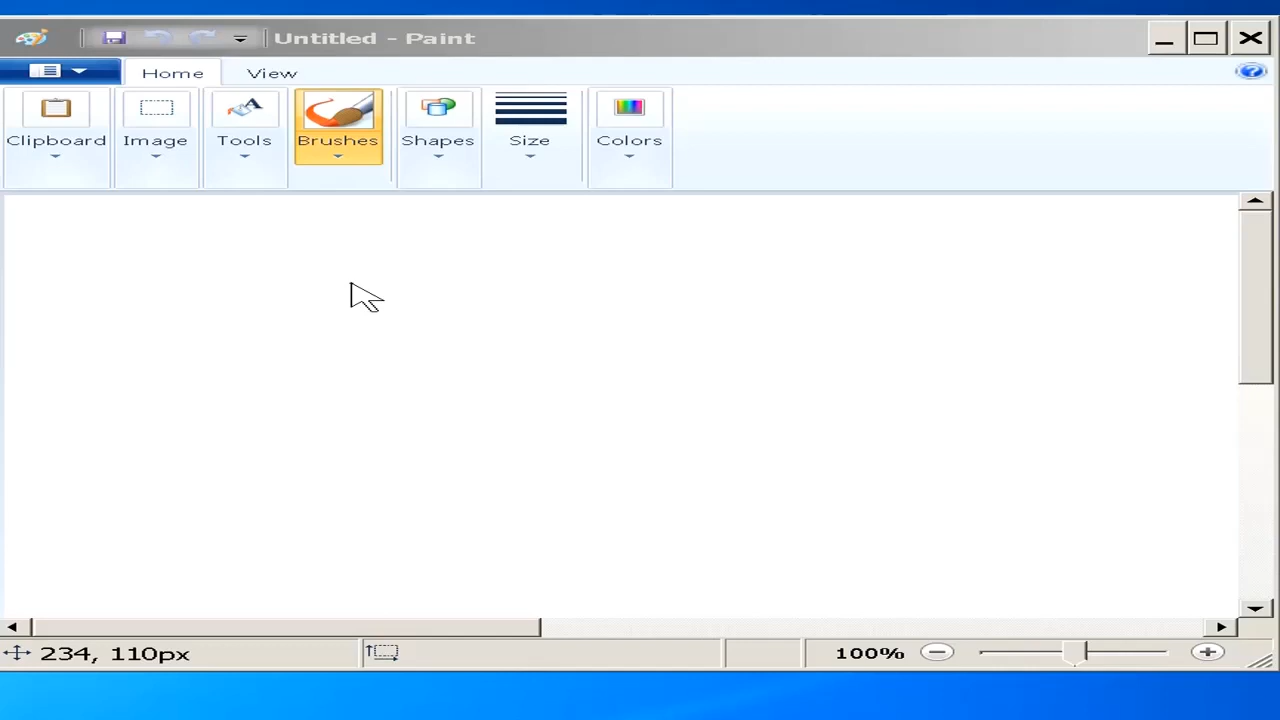 Untitled - Paint
Home View
Clipboard Image Tools Brushes Shapes Size Colors
234, 110px 100%